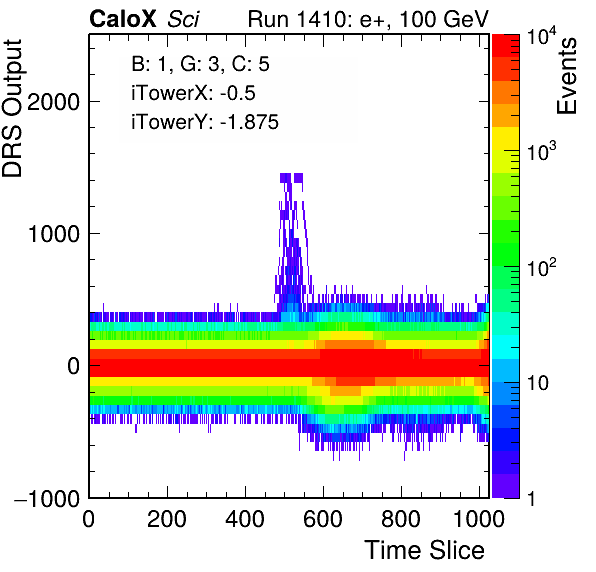 CaloX Sci Run 1410: e+, 100 GeV
B: 1, G: 3, C: 5
iTowerX: -0.5
iTowerY: -1.875
DRS Output
2000
1000
0
−1000
0 200 400 600 800 1000
Time Slice
Events
10^4
10^3
10^2
10
1